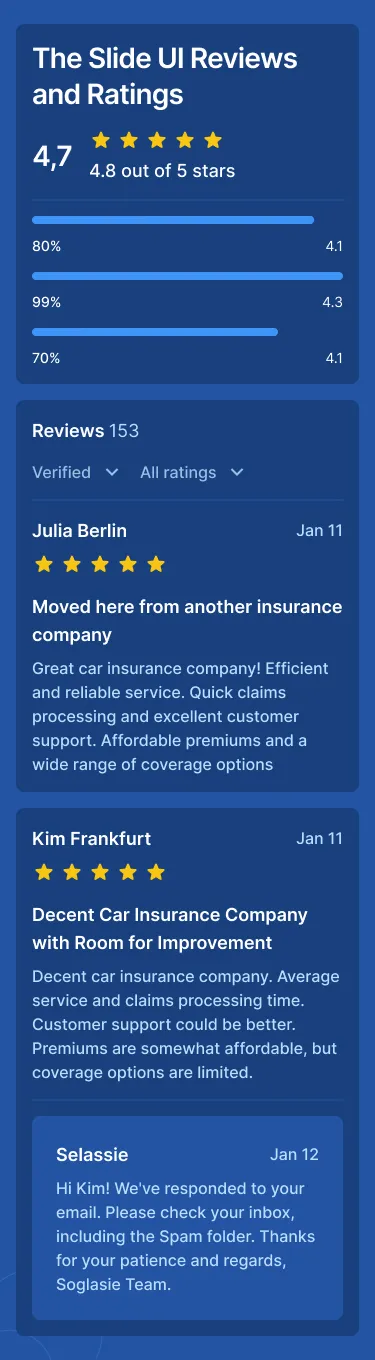 The Slide UI Reviews
and Ratings
4,7
4.8 out of 5 stars
80% 4.1
99% 4.3
70% 4.1
Reviews 153
Verified All ratings
Julia Berlin Jan 11
Moved here from another insurance
company
Great car insurance company! Efficient
and reliable service. Quick claims
processing and excellent customer
support. Affordable premiums and a
wide range of coverage options
Kim Frankfurt Jan 11
Decent Car Insurance Company
with Room for Improvement
Decent car insurance company. Average
service and claims processing time.
Customer support could be better.
Premiums are somewhat affordable, but
coverage options are limited.
Selassie Jan 12
Hi Kim! We've responded to your
email. Please check your inbox,
including the Spam folder. Thanks
for your patience and regards,
Soglasie Team.